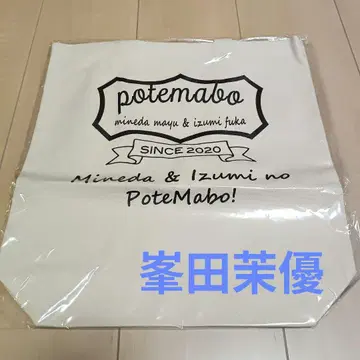 potemabo
mineda mayu & izumi fuka
SINCE 2020
Mineda & Izumi no
PoteMabo!
峯田茉優